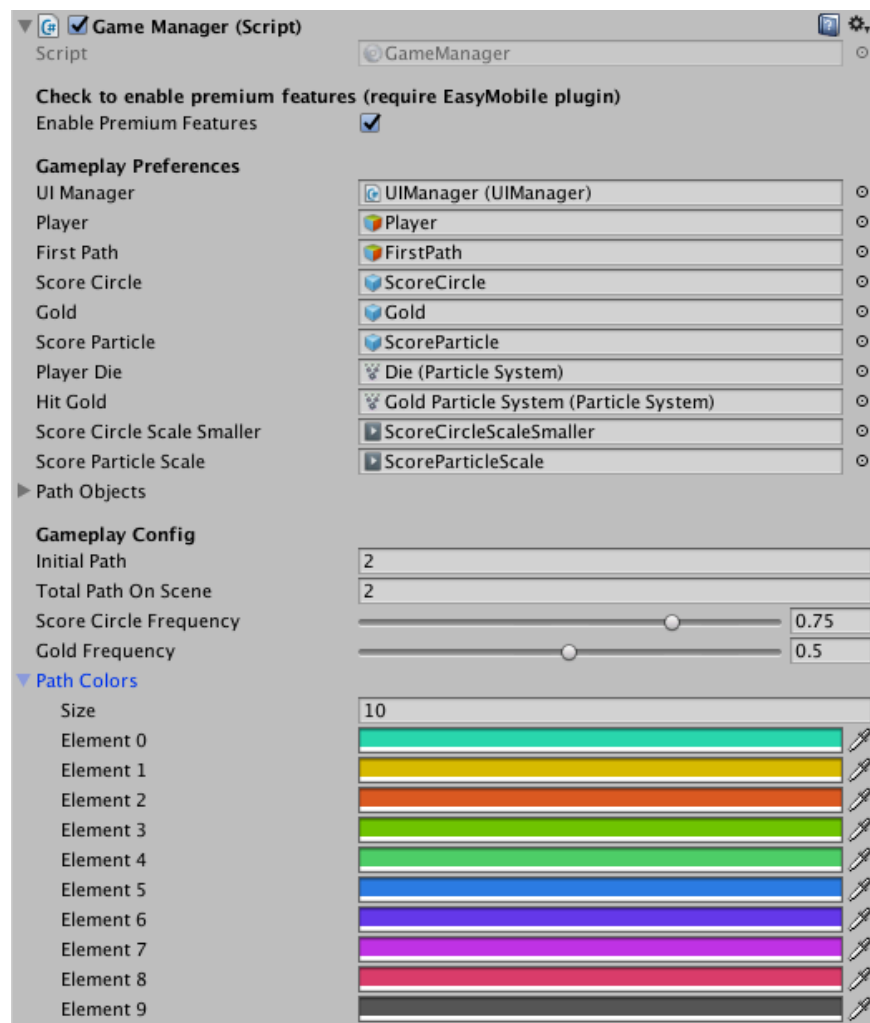 Game Manager (Script)
Script GameManager
Check to enable premium features (require EasyMobile plugin)
Enable Premium Features
Gameplay Preferences
UI Manager UIManager (UIManager)
Player Player
First Path FirstPath
Score Circle ScoreCircle
Gold Gold
Score Particle ScoreParticle
Player Die Die (Particle System)
Hit Gold Gold Particle System (Particle System)
Score Circle Scale Smaller ScoreCircleScaleSmaller
Score Particle Scale ScoreParticleScale
Path Objects
Gameplay Config
Initial Path 2
Total Path On Scene 2
Score Circle Frequency 0.75
Gold Frequency 0.5
Path Colors
Size 10
Element 0
Element 1
Element 2
Element 3
Element 4
Element 5
Element 6
Element 7
Element 8
Element 9